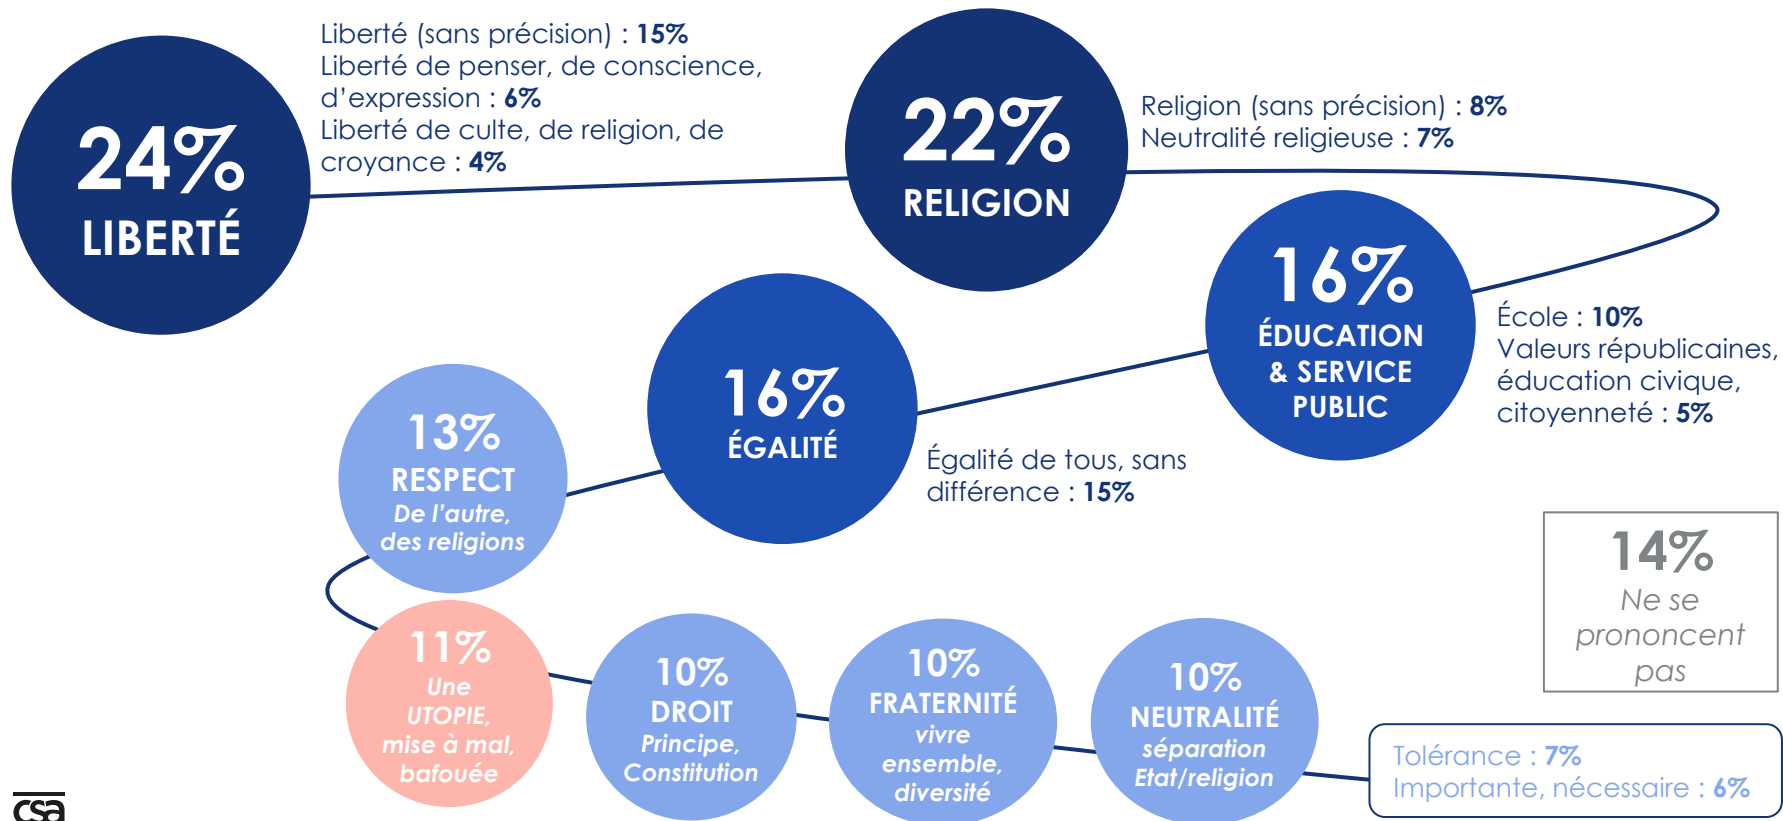 24%
LIBERTÉ
Liberté (sans précision) : 15%
Liberté de penser, de conscience,
d’expression : 6%
Liberté de culte, de religion, de
croyance : 4%
22%
RELIGION
Religion (sans précision) : 8%
Neutralité religieuse : 7%
16%
ÉDUCATION
& SERVICE
PUBLIC
École : 10%
Valeurs républicaines,
éducation civique,
citoyenneté : 5%
16%
ÉGALITÉ
Égalité de tous, sans
différence : 15%
13%
RESPECT
De l’autre,
des religions
11%
Une
UTOPIE,
mise à mal,
bafouée
10%
DROIT
Principe,
Constitution
10%
FRATERNITÉ
vivre
ensemble,
diversité
10%
NEUTRALITÉ
séparation
Etat/religion
14%
Ne se
prononcent
pas
Tolérance : 7%
Importante, nécessaire : 6%
csa